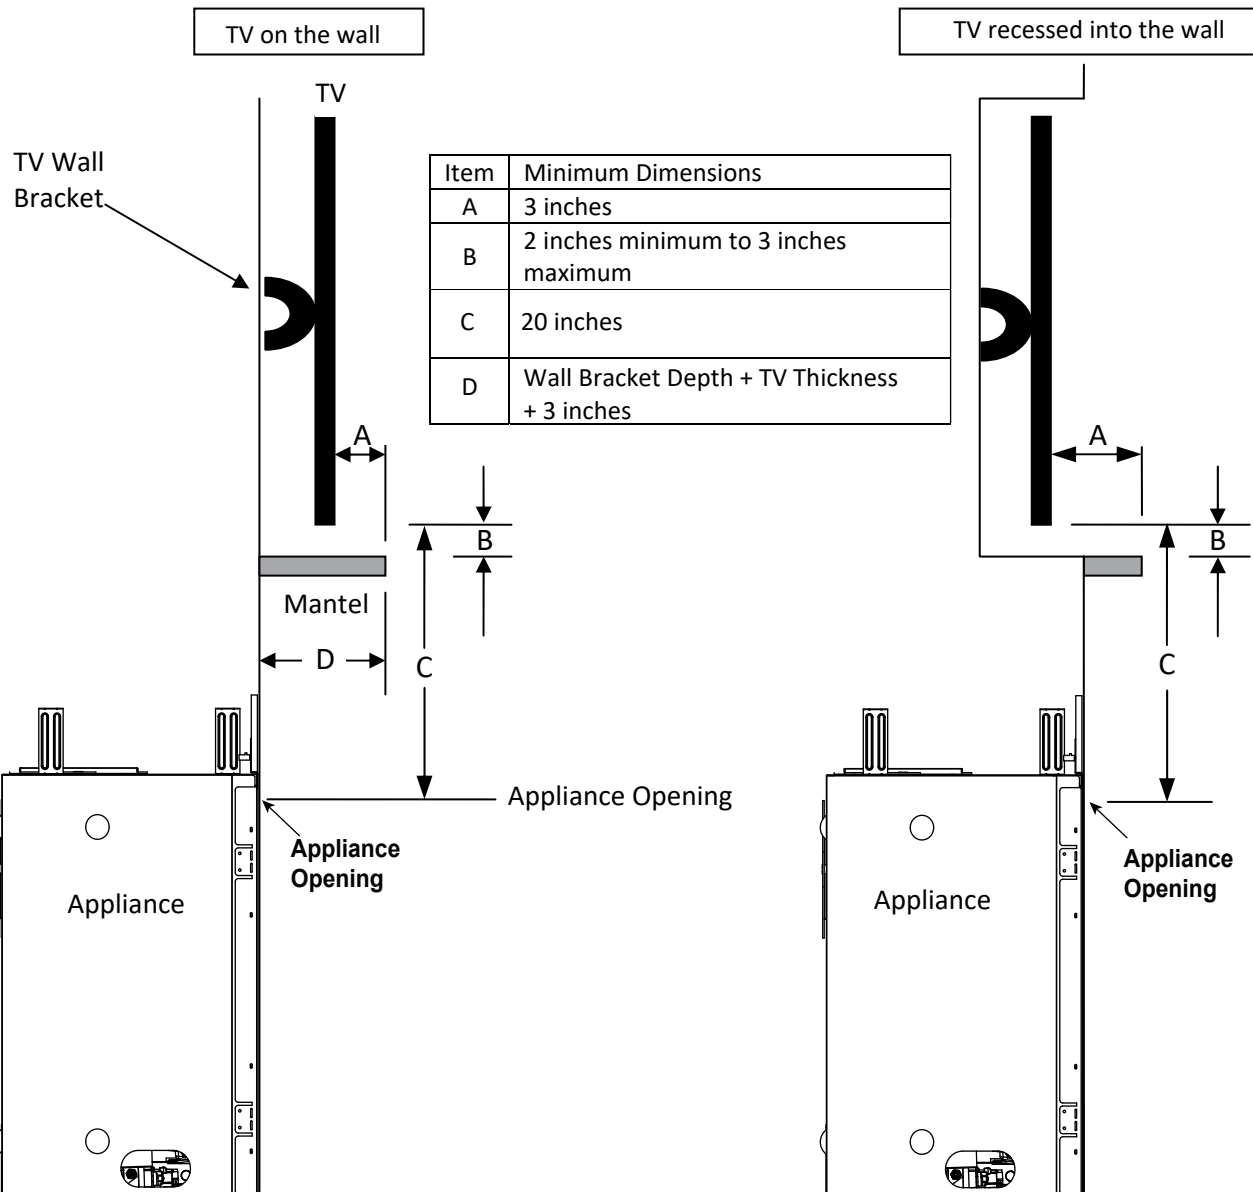 TV on the wall
TV recessed into the wall
TV
TV Wall
Bracket
Item Minimum Dimensions
A 3 inches
B 2 inches minimum to 3 inches
maximum
C 20 inches
D Wall Bracket Depth + TV Thickness
+ 3 inches
A
A
B
B
Mantel
D
C
C
Appliance Opening
Appliance
Opening
Appliance
Opening
Appliance
Appliance